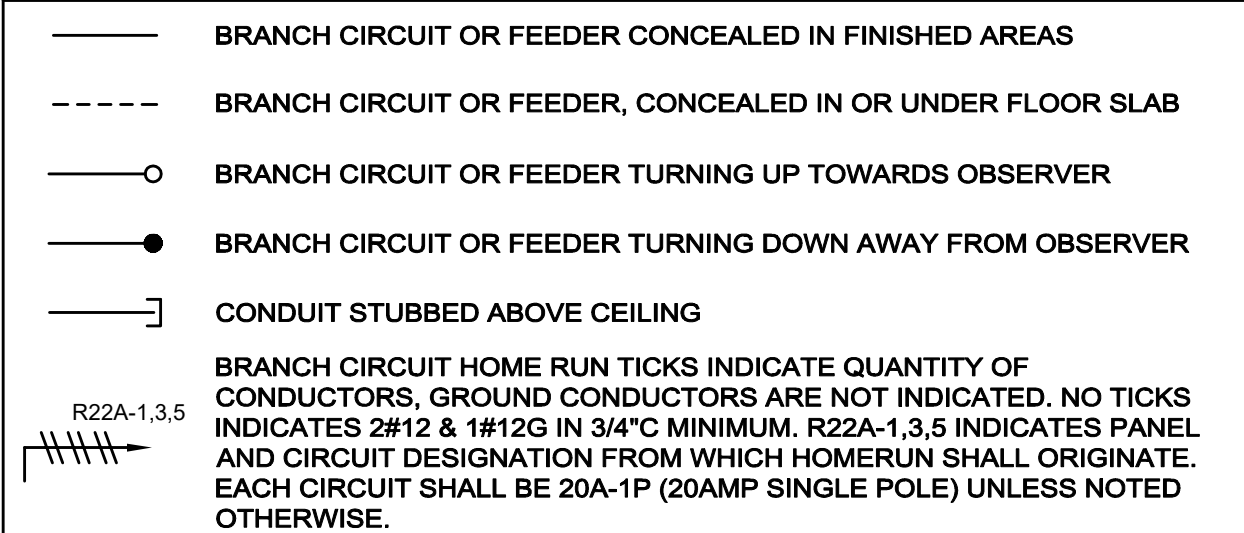 BRANCH CIRCUIT OR FEEDER CONCEALED IN FINISHED AREAS
BRANCH CIRCUIT OR FEEDER, CONCEALED IN OR UNDER FLOOR SLAB
BRANCH CIRCUIT OR FEEDER TURNING UP TOWARDS OBSERVER
BRANCH CIRCUIT OR FEEDER TURNING DOWN AWAY FROM OBSERVER
CONDUIT STUBBED ABOVE CEILING
R22A-1,3,5
BRANCH CIRCUIT HOME RUN TICKS INDICATE QUANTITY OF
CONDUCTORS, GROUND CONDUCTORS ARE NOT INDICATED. NO TICKS
INDICATES 2#12 & 1#12G IN 3/4"C MINIMUM. R22A-1,3,5 INDICATES PANEL
AND CIRCUIT DESIGNATION FROM WHICH HOMERUN SHALL ORIGINATE.
EACH CIRCUIT SHALL BE 20A-1P (20AMP SINGLE POLE) UNLESS NOTED
OTHERWISE.